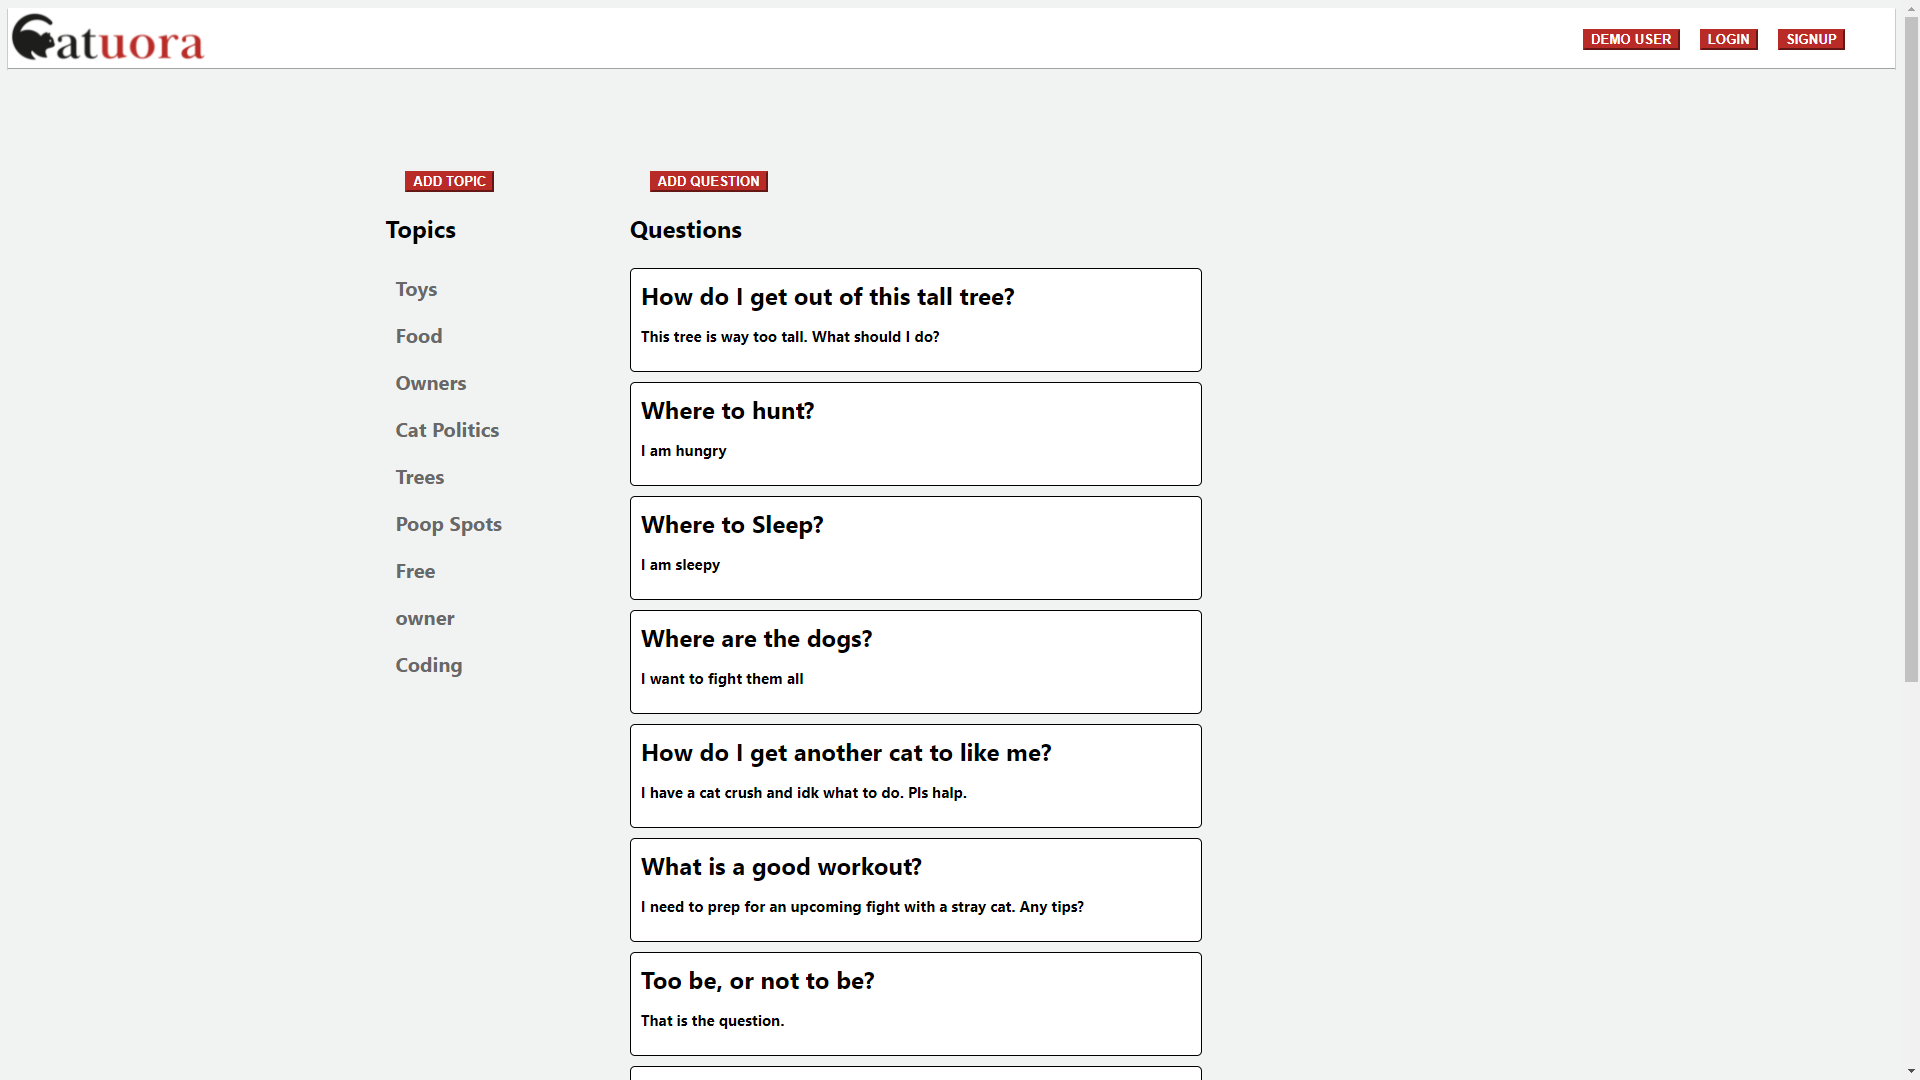 Catuora
DEMO USER
LOGIN
SIGNUP
ADD TOPIC
Topics
Toys
Food
Owners
Cat Politics
Trees
Poop Spots
Free
owner
Coding
ADD QUESTION
Questions
How do I get out of this tall tree?
This tree is way too tall. What should I do?
Where to hunt?
I am hungry
Where to Sleep?
I am sleepy
Where are the dogs?
I want to fight them all
How do I get another cat to like me?
I have a cat crush and idk what to do. Pls halp.
What is a good workout?
I need to prep for an upcoming fight with a stray cat. Any tips?
Too be, or not to be?
That is the question.